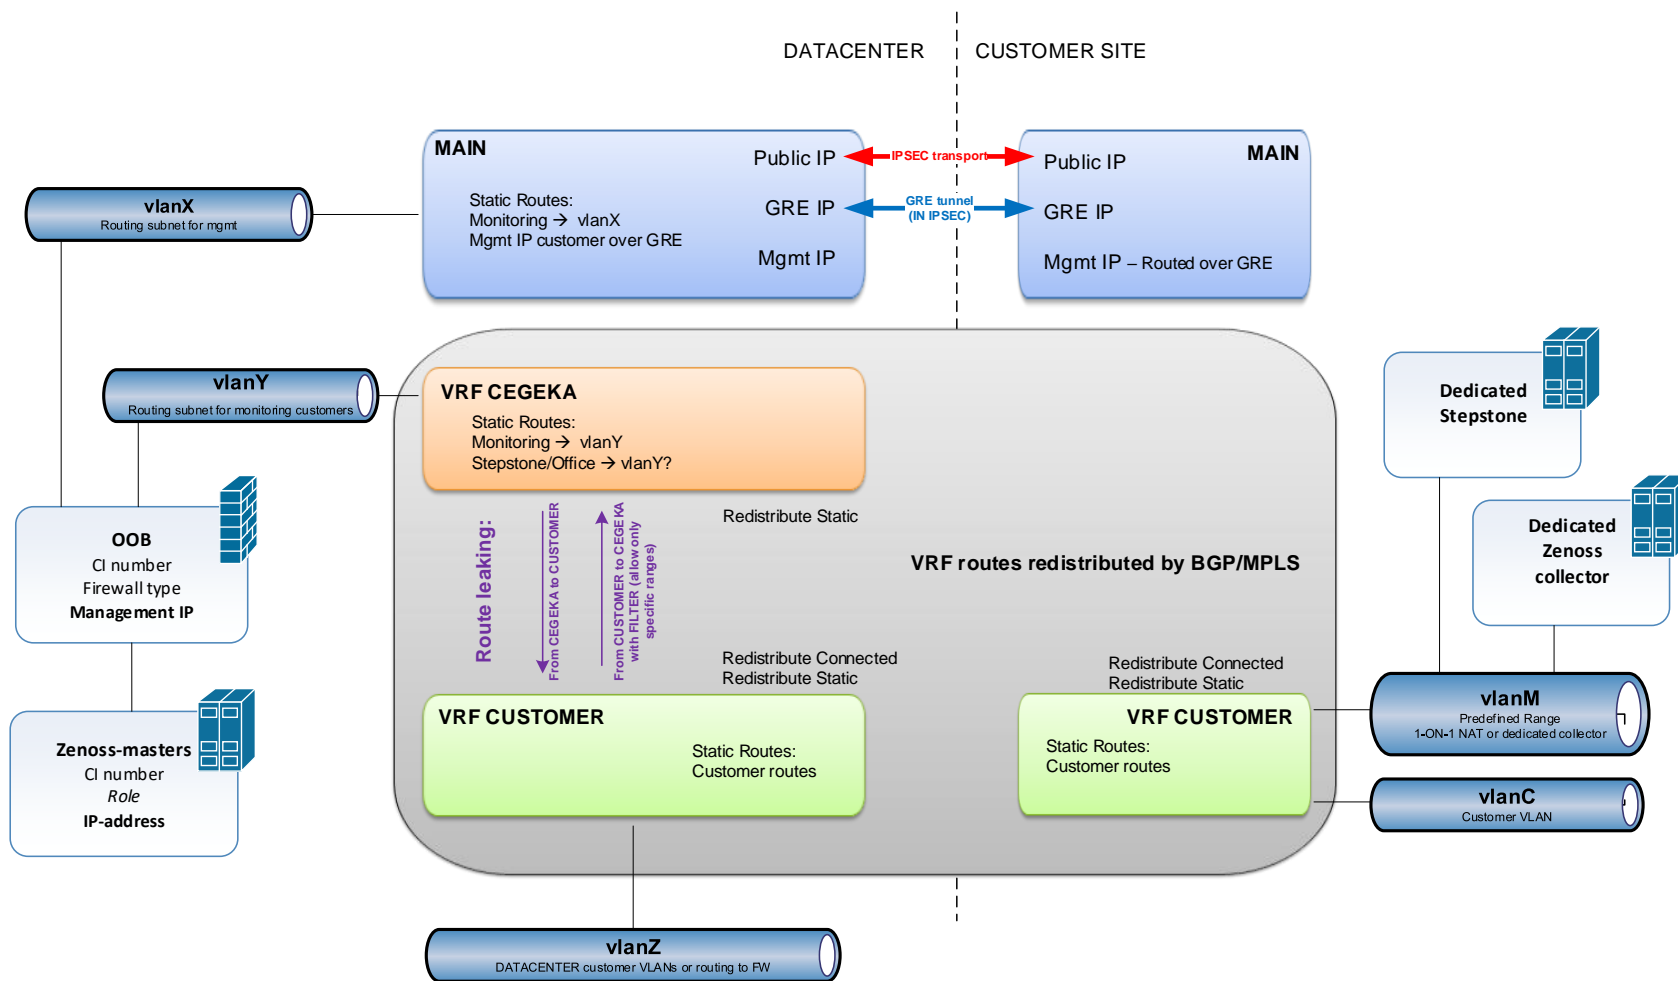 DATACENTER
CUSTOMER SITE
MAIN
Public IP
Static Routes:
Monitoring → vlanX
Mgmt IP customer over GRE
GRE IP
Mgmt IP
IPSEC transport
GRE tunnel
(IN IPSEC)
MAIN
Public IP
GRE IP
Mgmt IP – Routed over GRE
vlanX
Routing subnet for mgmt
vlanY
Routing subnet for monitoring customers
VRF CEGEKA
Static Routes:
Monitoring → vlanY
Stepstone/Office → vlanY?
Dedicated
Stepstone
Dedicated
Zenoss
collector
OOB
CI number
Firewall type
Management IP
Redistribute Static
Route leaking:
From CEGEKA to CUSTOMER
From CUSTOMER to CEGEKA
with FILTER (allow only
specific ranges)
VRF routes redistributed by BGP/MPLS
Redistribute Connected
Redistribute Static
Redistribute Connected
Redistribute Static
VRF CUSTOMER
Static Routes:
Customer routes
VRF CUSTOMER
Static Routes:
Customer routes
vlanM
Predefined Range
1-ON-1 NAT or dedicated collector
vlanC
Customer VLAN
Zenoss-masters
CI number
Role
IP-address
vlanZ
DATACENTER customer VLANs or routing to FW